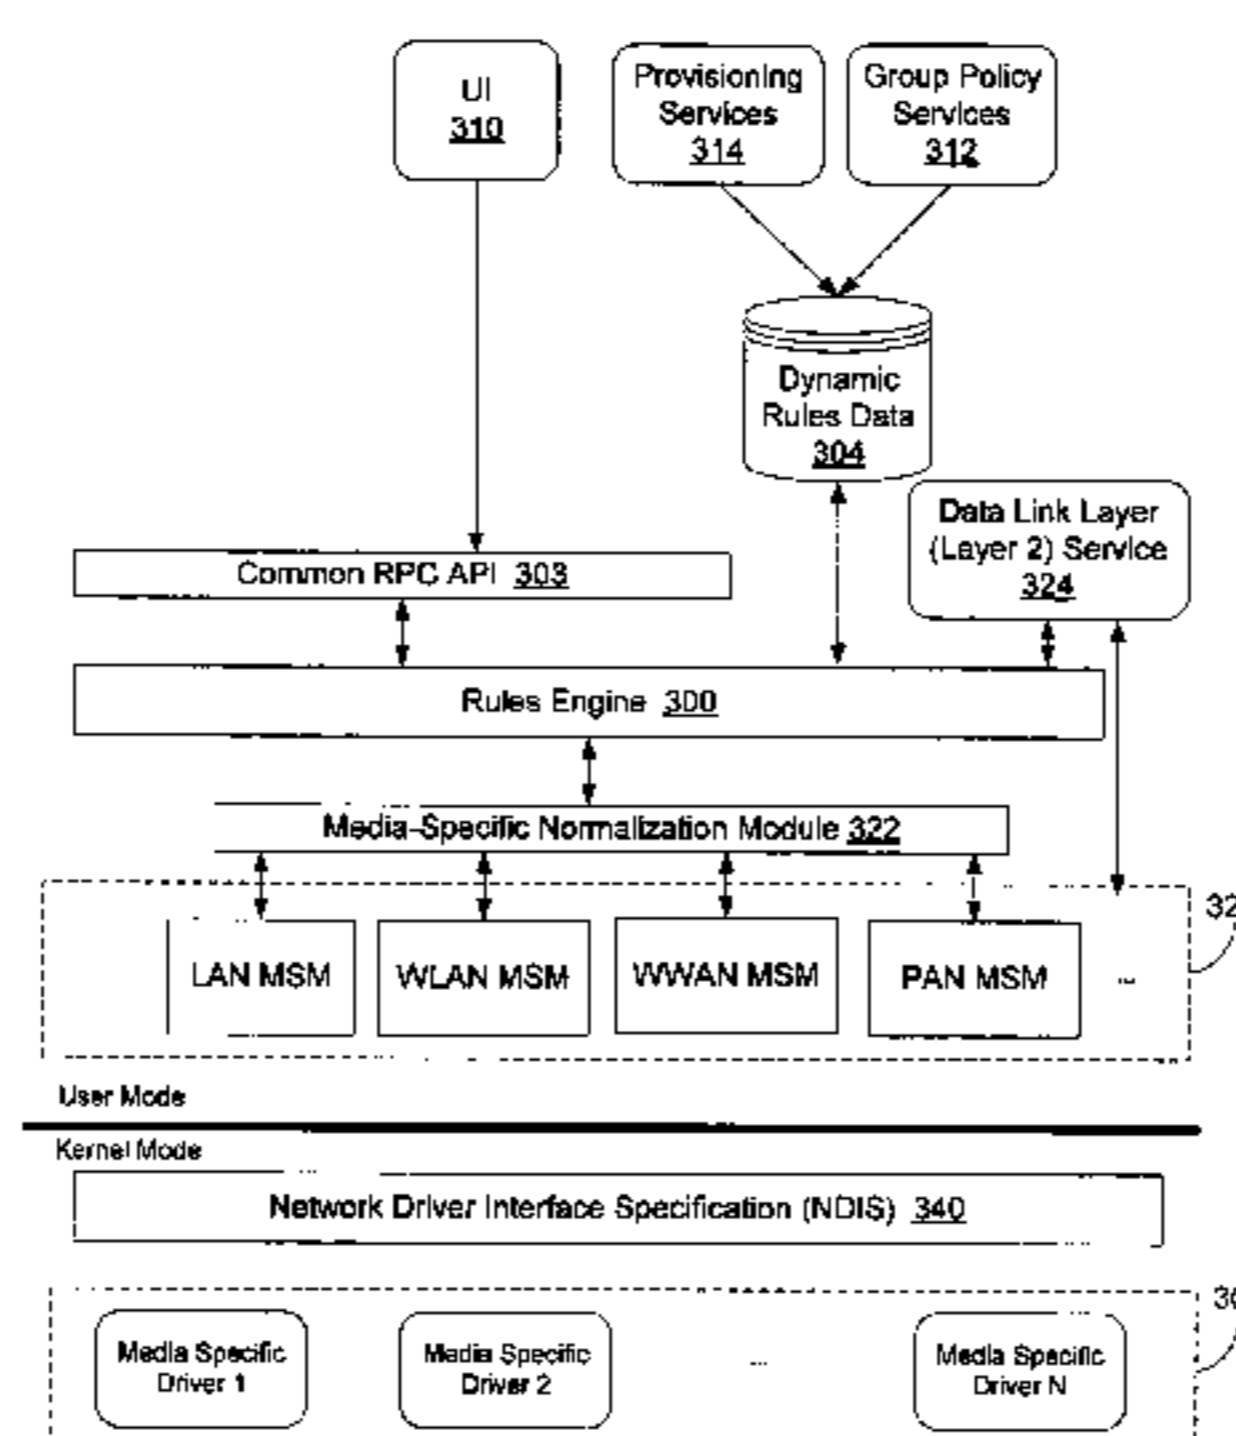 UI
310
Provisioning
Services
314
Group Policy
Services
312
Dynamic
Rules Data
304
Data Link Layer
(Layer 2) Service
324
Common RPC API 303
Rules Engine 300
Media-Specific Normalization Module 322
LAN MSM
WLAN MSM
WWAN MSM
PAN MSM
...
User Mode
Kernel Mode
Network Driver Interface Specification (NDIS) 340
Media Specific
Driver 1
Media Specific
Driver 2
...
Media Specific
Driver N